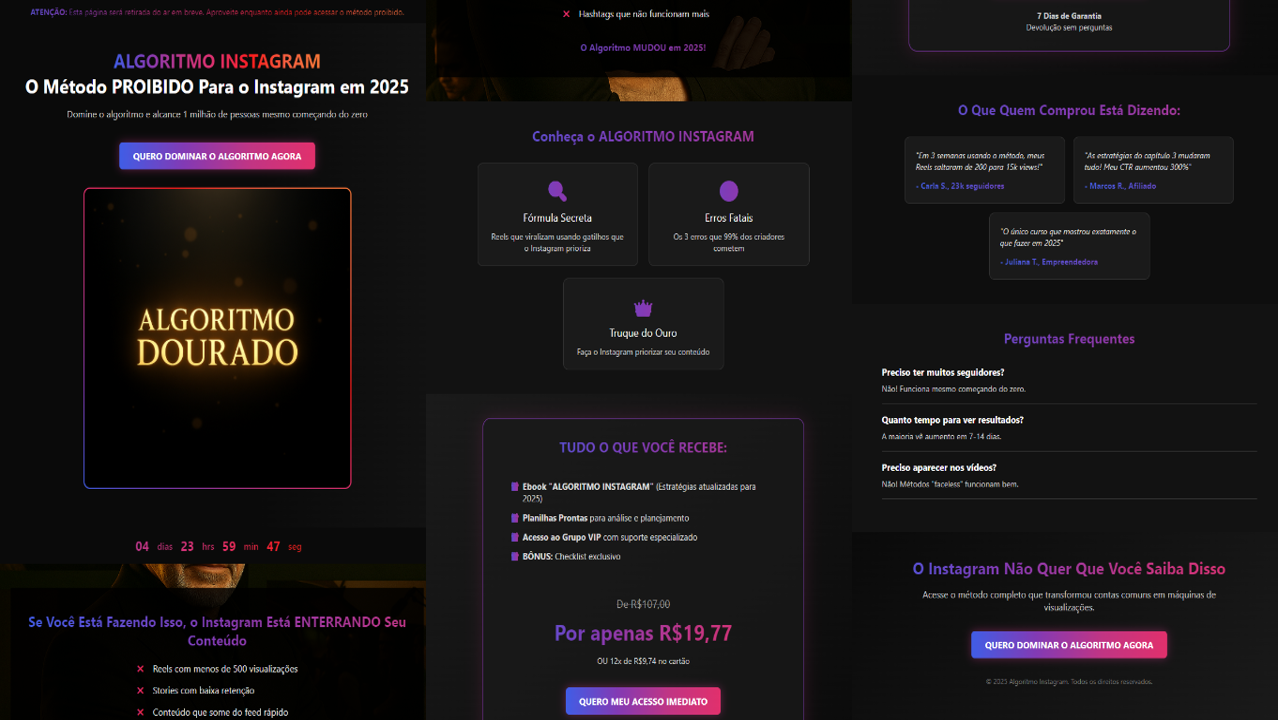 ATENÇÃO: Esta página será retirada do ar em breve. Aproveite enquanto ainda pode acessar o método proibido.
ALGORITMO INSTAGRAM
O Método PROIBIDO Para o Instagram em 2025
Domine o algoritmo e alcance 1 milhão de pessoas mesmo começando do zero
QUERO DOMINAR O ALGORITMO AGORA
ALGORITMO
DOURADO
04 dias 23 hrs 59 min 47 seg
Se Você Está Fazendo Isso, o Instagram Está ENTERRANDO Seu
Conteúdo
✕ Reels com menos de 500 visualizações
✕ Stories com baixa retenção
✕ Conteúdo que some do feed rápido
✕ Hashtags que não funcionam mais
O Algoritmo MUDOU em 2025!
Conheça o ALGORITMO INSTAGRAM
Fórmula Secreta
Reels que viralizam usando gatilhos que
o Instagram prioriza
Erros Fatais
Os 3 erros que 99% dos criadores
cometem
Truque do Ouro
Faça o Instagram priorizar seu conteúdo
TUDO O QUE VOCÊ RECEBE:
Ebook "ALGORITMO INSTAGRAM" (Estratégias atualizadas para
2025)
Planilhas Prontas para análise e planejamento
Acesso ao Grupo VIP com suporte especializado
BÔNUS: Checklist exclusivo
De R$107,00
Por apenas R$19,77
OU 12x de R$9,74 no cartão
QUERO MEU ACESSO IMEDIATO
7 Dias de Garantia
Devolução sem perguntas
O Que Quem Comprou Está Dizendo:
"Em 3 semanas usando o método, meus
Reels saltaram de 200 para 15k views!"
- Carla S., 23k seguidores
"As estratégias do capítulo 3 mudaram
tudo! Meu CTR aumentou 300%"
- Marcos R., Afiliado
"O único curso que mostrou exatamente o
que fazer em 2025"
- Juliana T., Empreendedora
Perguntas Frequentes
Preciso ter muitos seguidores?
Não! Funciona mesmo começando do zero.
Quanto tempo para ver resultados?
A maioria vê aumento em 7-14 dias.
Preciso aparecer nos vídeos?
Não! Métodos "faceless" funcionam bem.
O Instagram Não Quer Que Você Saiba Disso
Acesse o método completo que transformou contas comuns em máquinas de
visualizações.
QUERO DOMINAR O ALGORITMO AGORA
© 2025 Algoritmo Instagram. Todos os direitos reservados.